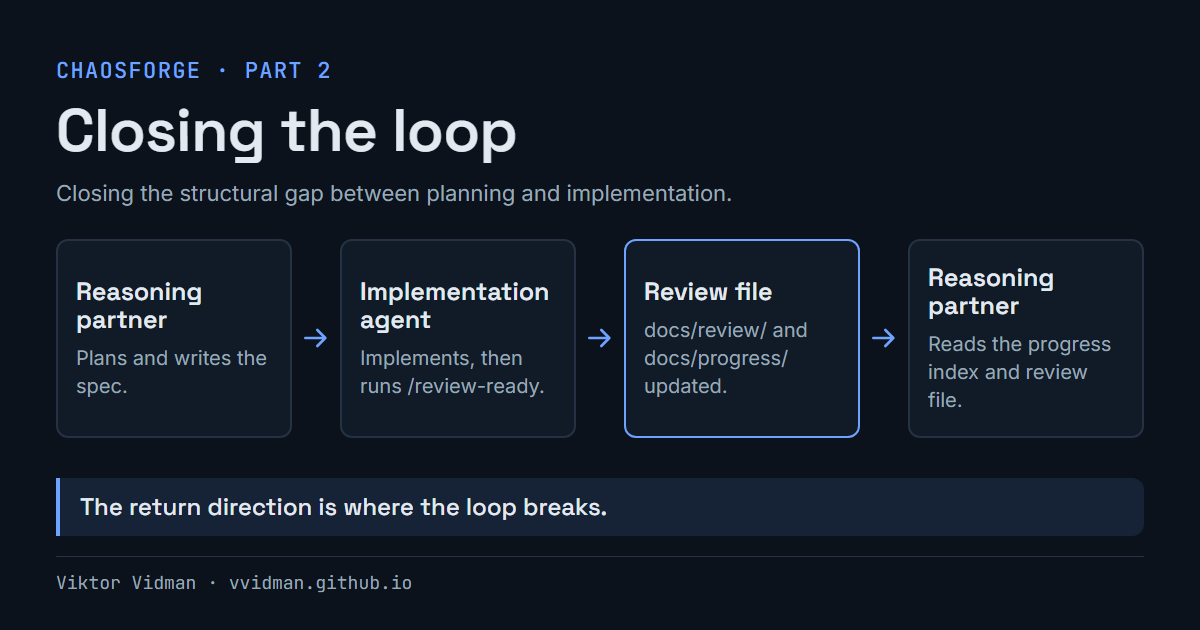 CHAOSFORGE · PART 2
Closing the loop
Closing the structural gap between planning and implementation.
Reasoning
partner
Plans and writes the
spec.
Implementation
agent
Implements, then
runs /review-ready.
Review file
docs/review/ and
docs/progress/
updated.
Reasoning
partner
Reads the progress
index and review
file.
The return direction is where the loop breaks.
Viktor Vidman · vvidman.github.io